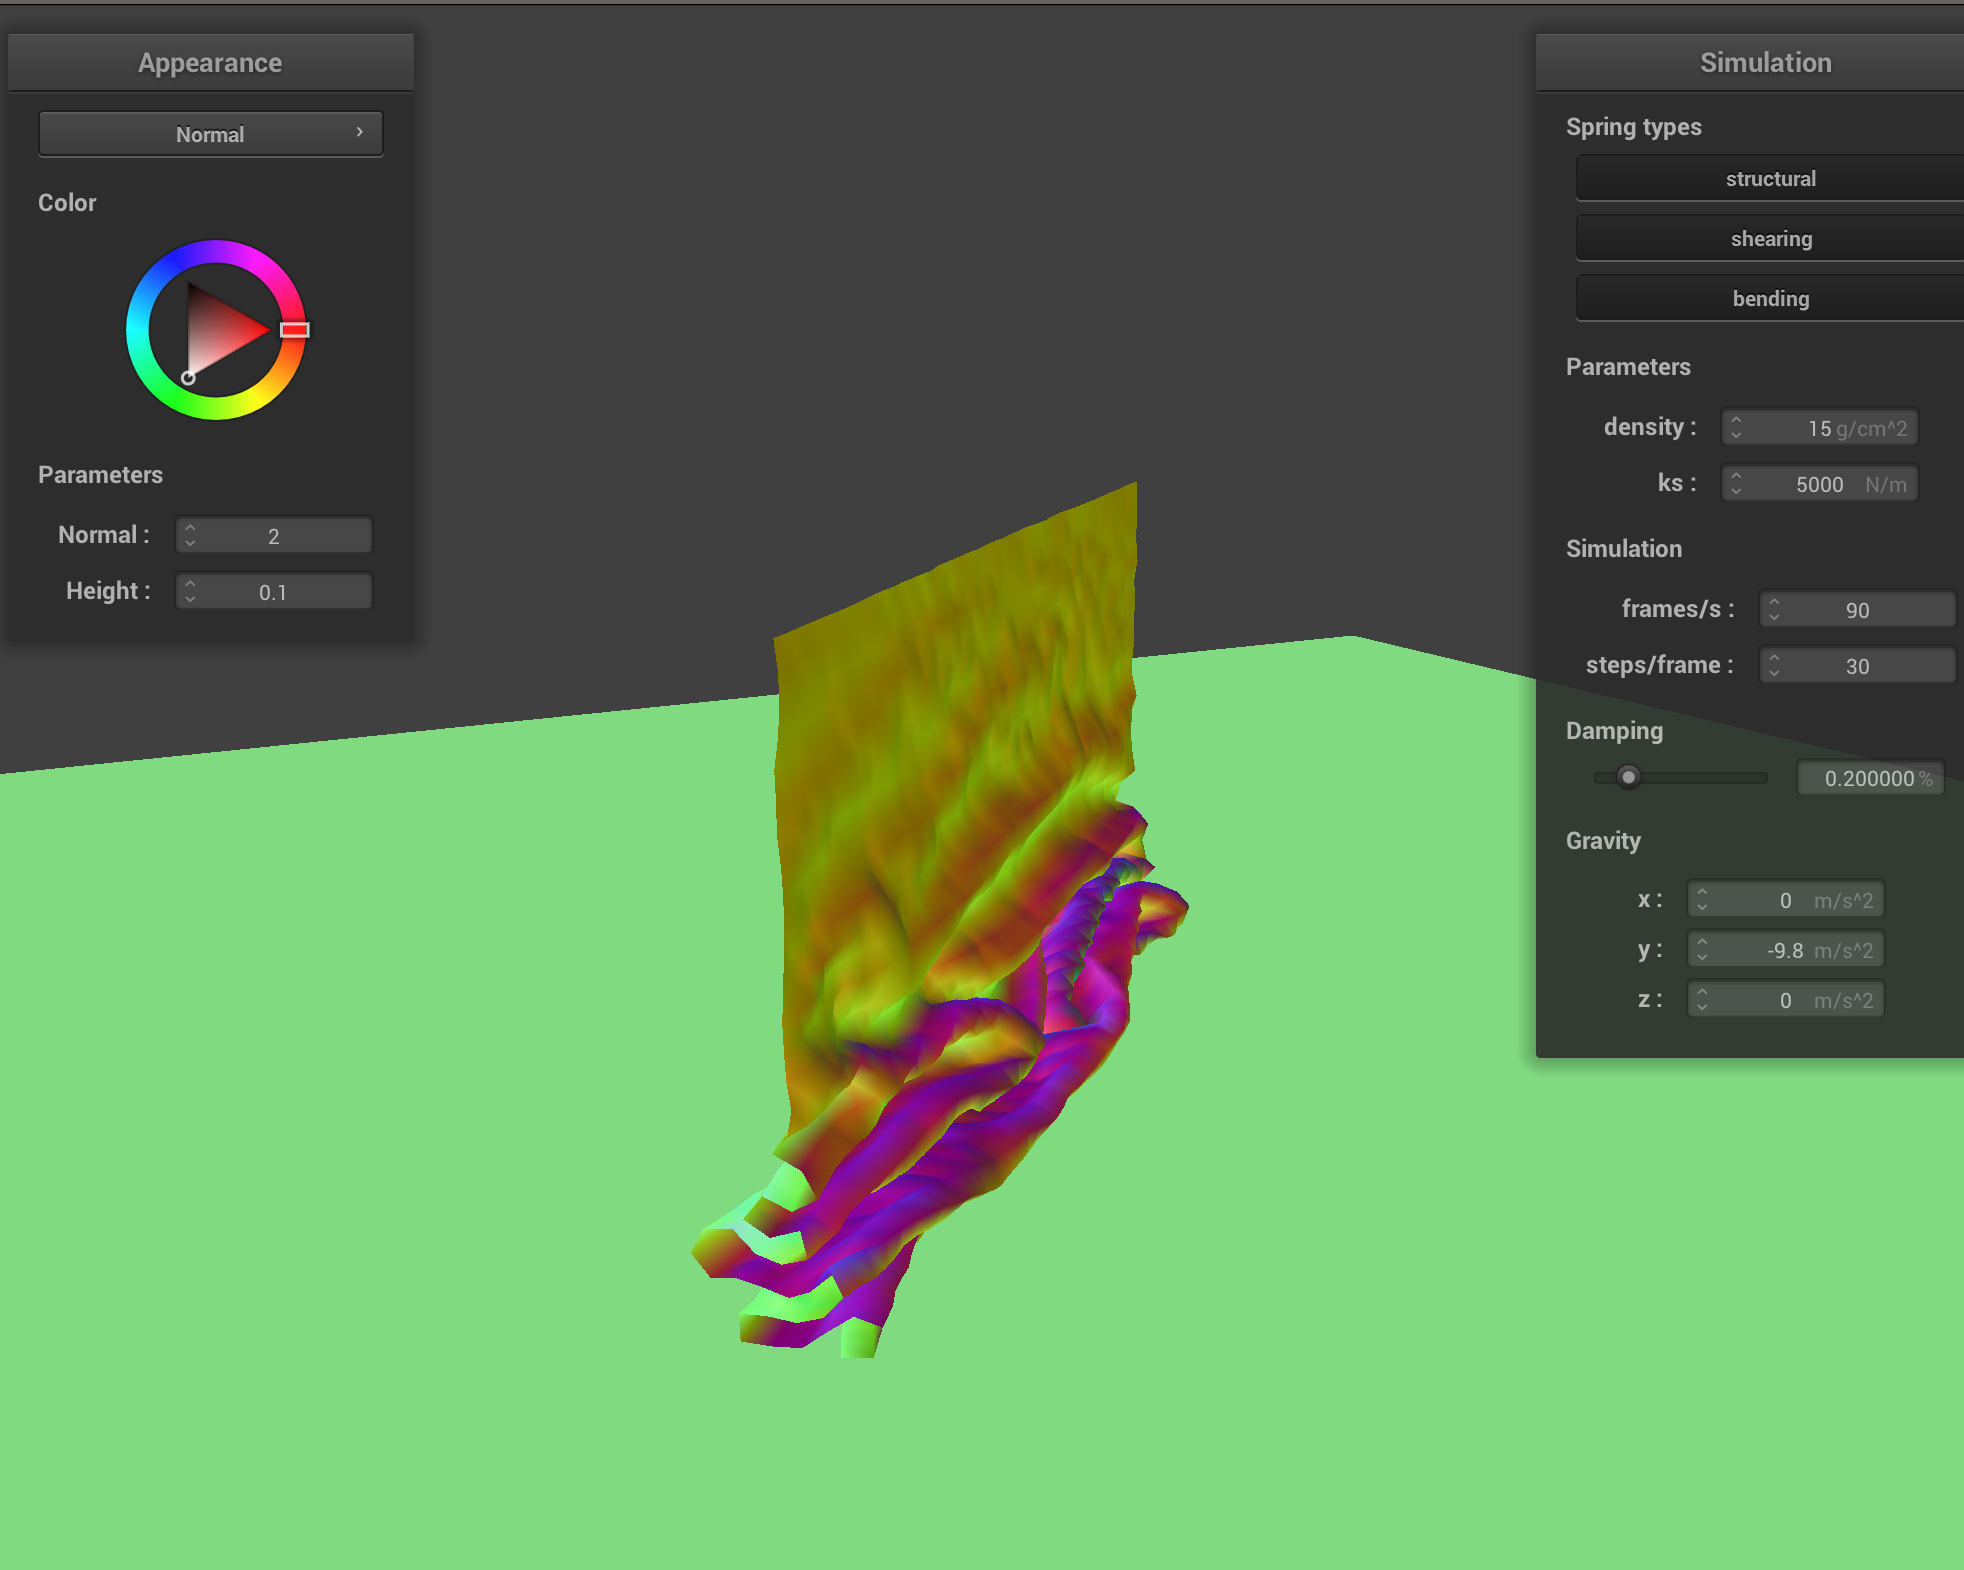 Appearance
Normal
Color
Parameters
Normal :
2
Height :
0.1
Simulation
Spring types
structural
shearing
bending
Parameters
density :
15 g/cm^2
ks :
5000 N/m
Simulation
frames/s :
90
steps/frame :
30
Damping
0.200000 %
Gravity
x :
0 m/s^2
y :
-9.8 m/s^2
z :
0 m/s^2